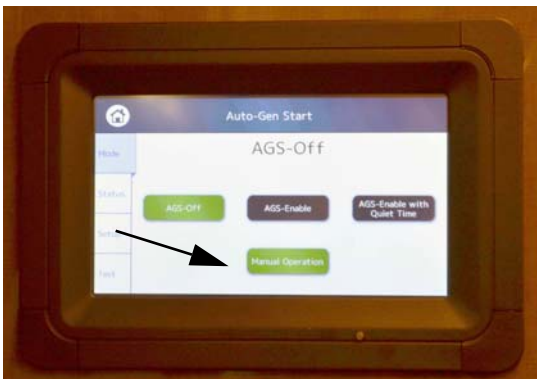 Auto-Gen Start
Mode
AGS-Off
Status
AGS-Off
AGS-Enable
AGS-Enable with
Quiet Time
Setup
Manual Operation
Test